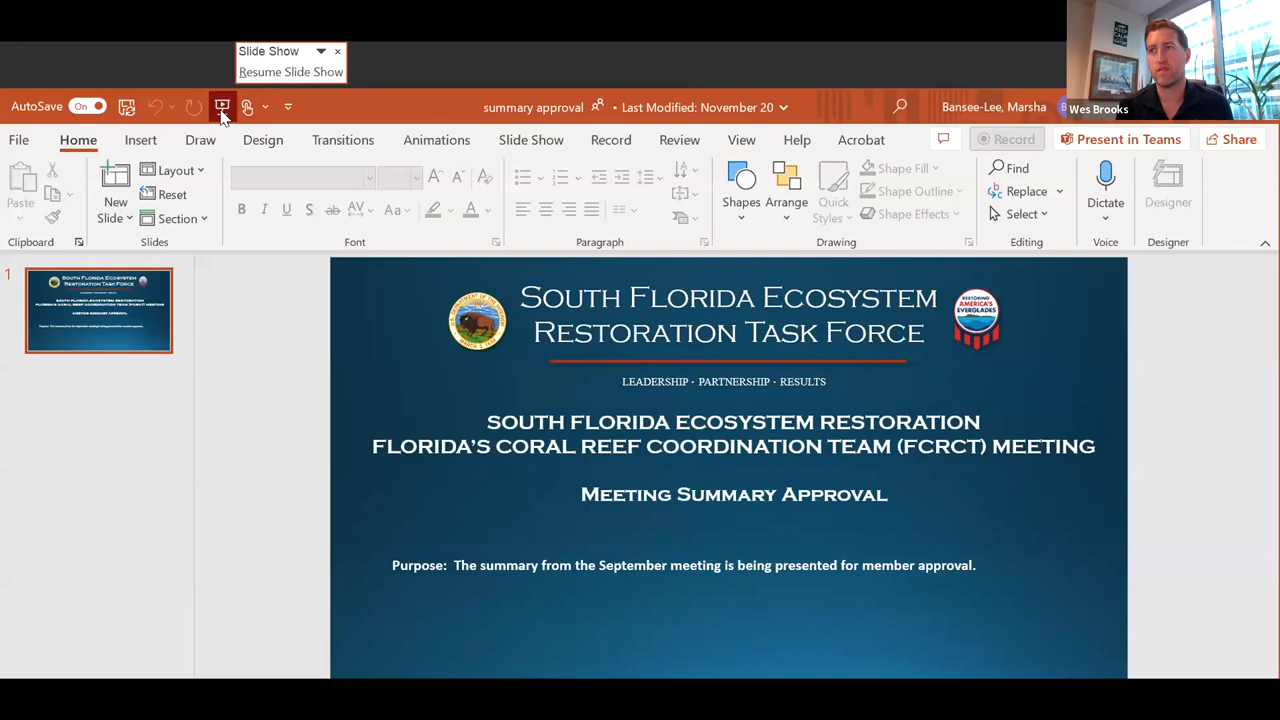 Slide Show
Resume Slide Show
AutoSave On
summary approval • Last Modified: November 20
Bansee-Lee, Marsha
Wes Brooks
File Home Insert Draw Design Transitions Animations Slide Show Record Review View Help Acrobat
Record Present in Teams Share
Paste
New Slide
Layout
Reset
Section
Shapes
Arrange
Quick Styles
Shape Fill
Shape Outline
Shape Effects
Find
Replace
Select
Dictate
Designer
Clipboard Slides Font Paragraph Drawing Editing Voice Designer
1
SOUTH FLORIDA ECOSYSTEM
RESTORATION TASK FORCE
RESTORING
AMERICA'S
EVERGLADES
LEADERSHIP · PARTNERSHIP · RESULTS
SOUTH FLORIDA ECOSYSTEM RESTORATION
FLORIDA'S CORAL REEF COORDINATION TEAM (FCRCT) MEETING
MEETING SUMMARY APPROVAL
Purpose: The summary from the September meeting is being presented for member approval.